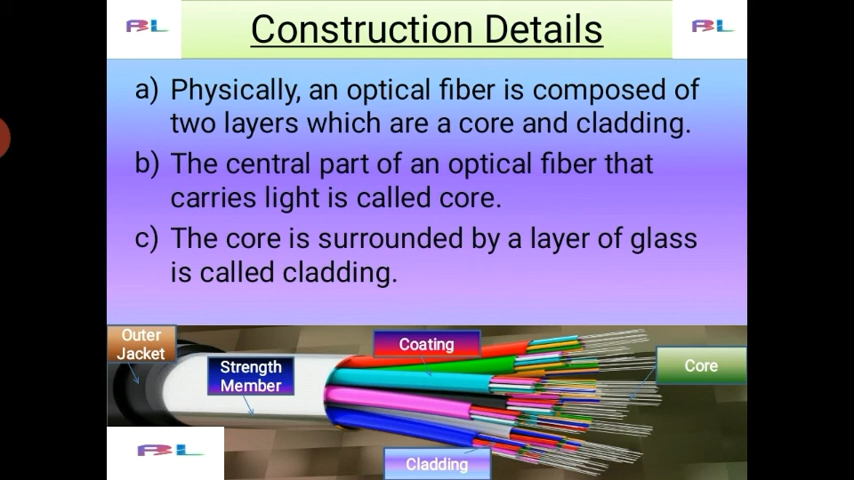 BL
Construction Details
BL
a) Physically, an optical fiber is composed of
two layers which are a core and cladding.
b) The central part of an optical fiber that
carries light is called core.
c) The core is surrounded by a layer of glass
is called cladding.
Outer
Jacket
Strength
Member
Coating
Core
Cladding
BL